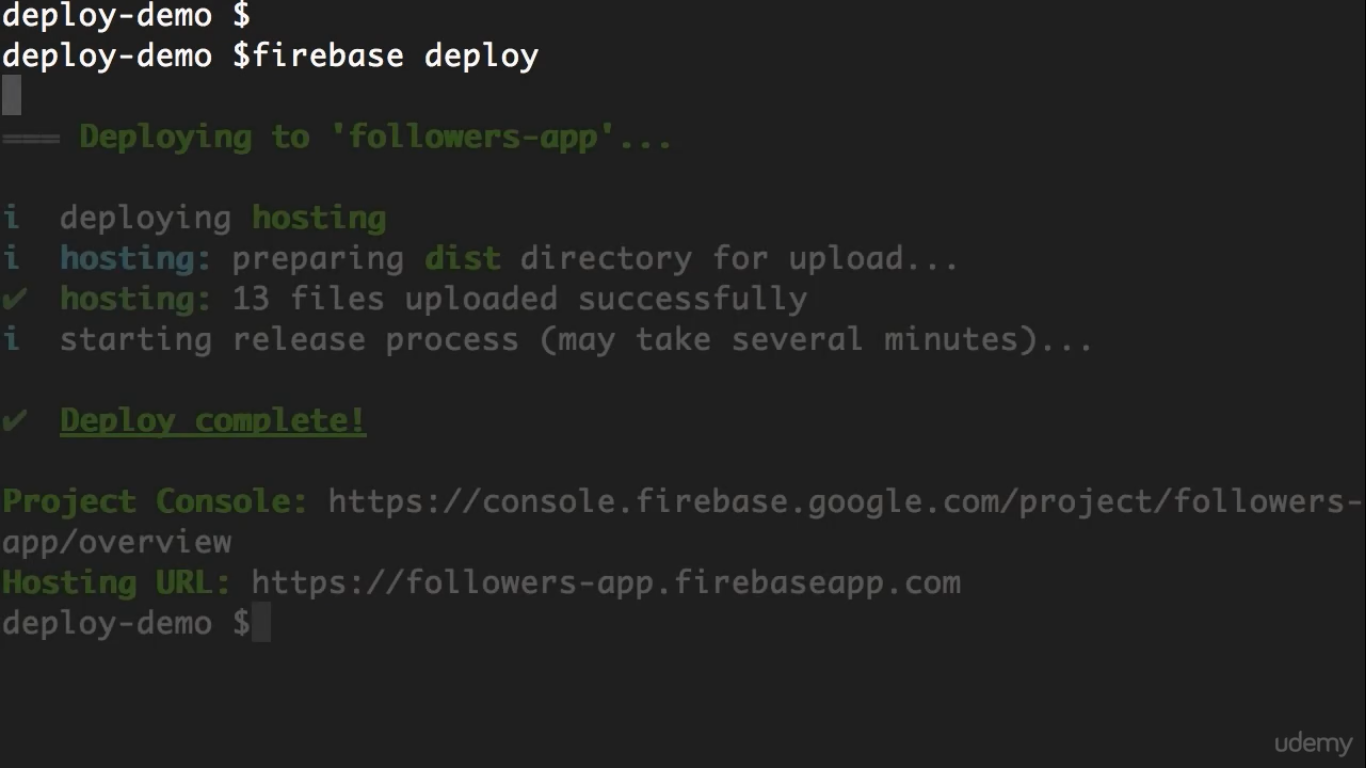 deploy-demo $
deploy-demo $firebase deploy
=== Deploying to 'followers-app'...
i  deploying hosting
i  hosting: preparing dist directory for upload...
✔  hosting: 13 files uploaded successfully
i  starting release process (may take several minutes)...
✔  Deploy complete!
Project Console: https://console.firebase.google.com/project/followers-
app/overview
Hosting URL: https://followers-app.firebaseapp.com
deploy-demo $
udemy